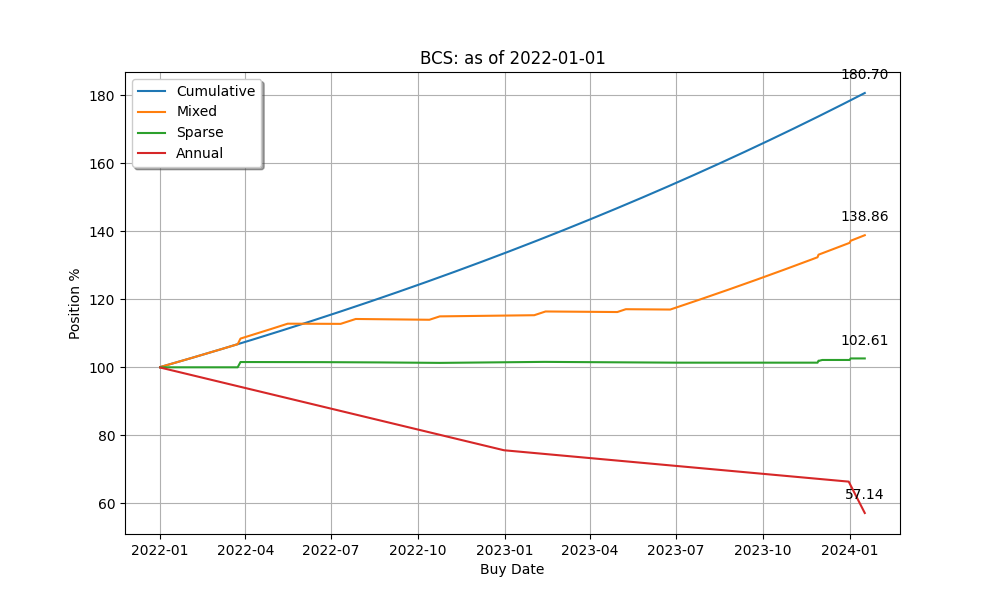 BCS: as of 2022-01-01
Cumulative
Mixed
Sparse
Annual
180.70
138.86
102.61
57.14
Position %
180
160
140
120
100
80
60
2022-01 2022-04 2022-07 2022-10 2023-01 2023-04 2023-07 2023-10 2024-01
Buy Date